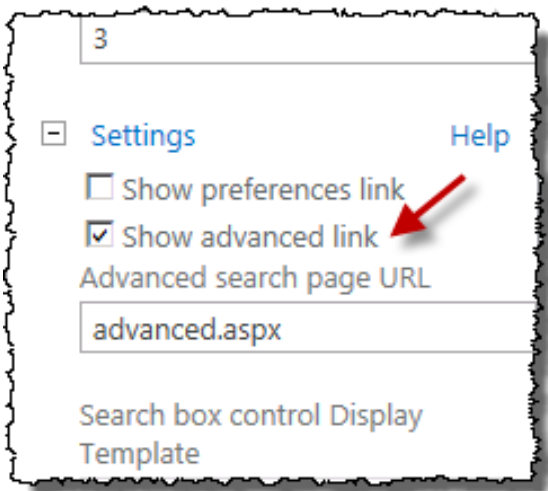 3
Settings Help
Show preferences link
Show advanced link
Advanced search page URL
advanced.aspx
Search box control Display
Template